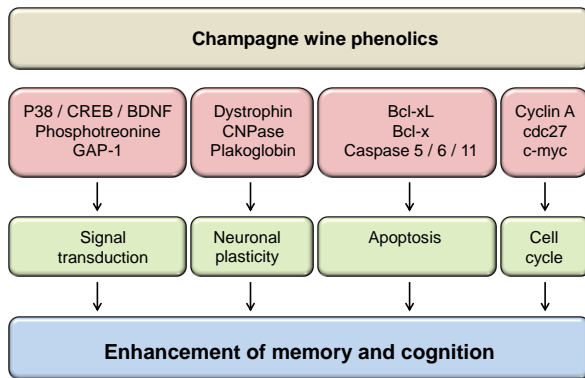 Champagne wine phenolics
P38 / CREB / BDNF
Phosphotreonine
GAP-1
Dystrophin
CNPase
Plakoglobin
Bcl-xL
Bcl-x
Caspase 5 / 6 / 11
Cyclin A
cdc27
c-myc
Signal
transduction
Neuronal
plasticity
Apoptosis
Cell
cycle
Enhancement of memory and cognition